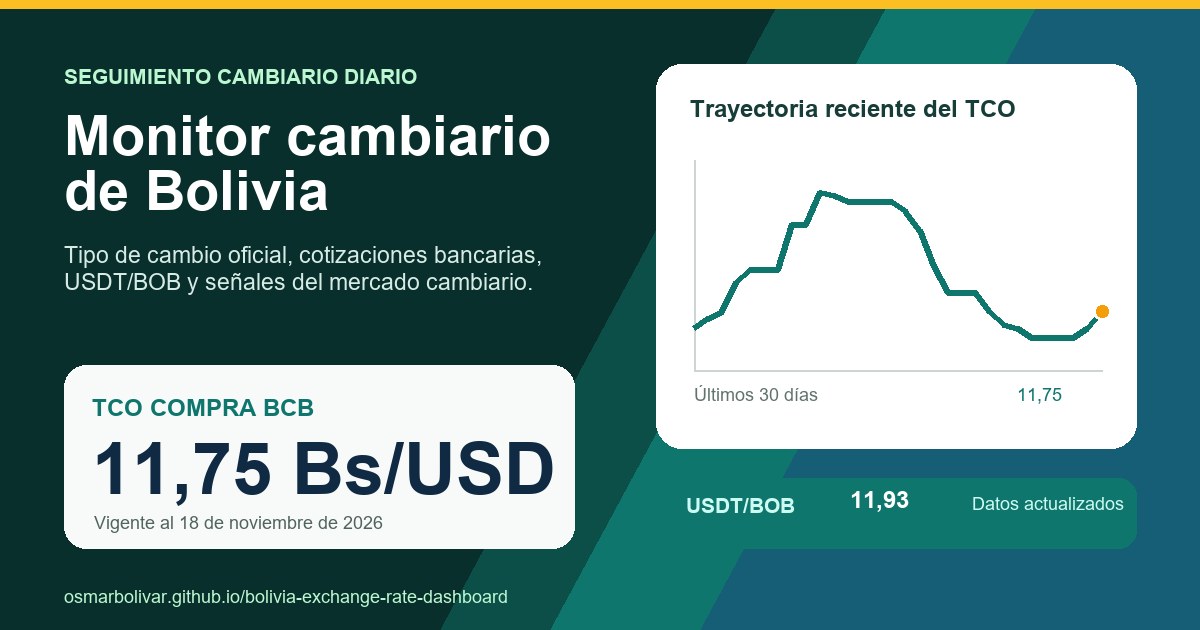 SEGUIMIENTO CAMBIARIO DIARIO
Monitor cambiario
de Bolivia
Tipo de cambio oficial, cotizaciones bancarias,
USDT/BOB y señales del mercado cambiario.
TCO COMPRA BCB
11,75 Bs/USD
Vigente al 18 de noviembre de 2026
osmarbolivar.github.io/bolivia-exchange-rate-dashboard
Trayectoria reciente del TCO
Últimos 30 días 11,75
USDT/BOB 11,93 Datos actualizados